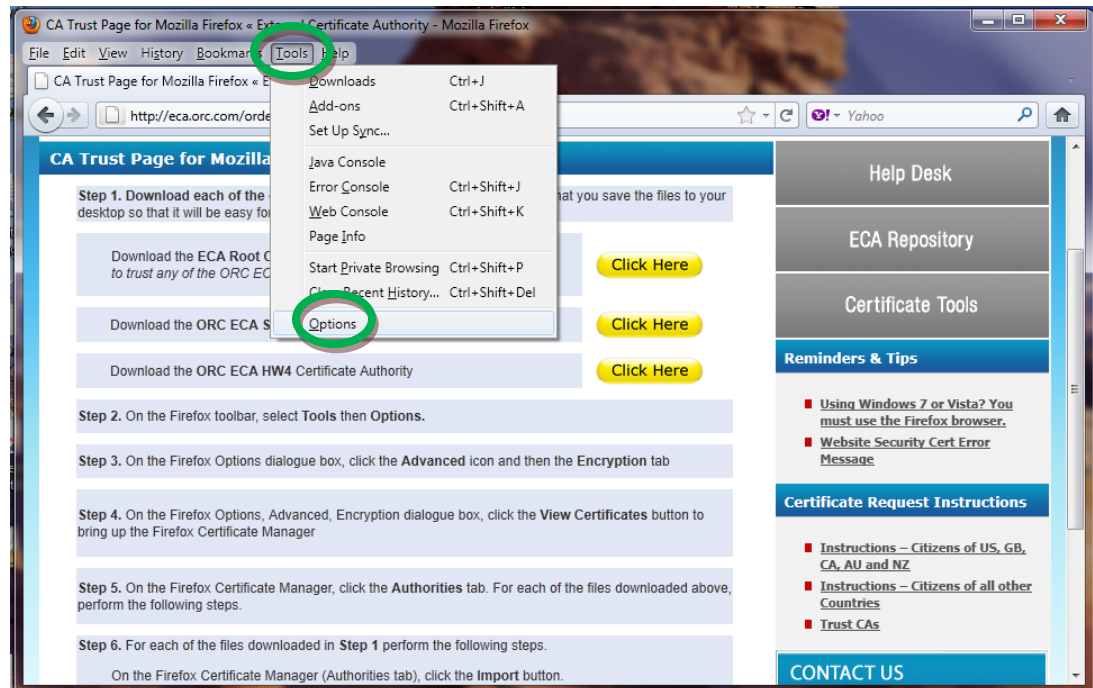 CA Trust Page for Mozilla Firefox « External Certificate Authority - Mozilla Firefox
File Edit View History Bookmarks Tools Help
CA Trust Page for Mozilla Firefox « E
http://eca.orc.com/orde
Yahoo
Downloads Ctrl+J
Add-ons Ctrl+Shift+A
Set Up Sync...
Java Console
Error Console Ctrl+Shift+J
Web Console Ctrl+Shift+K
Page Info
Start Private Browsing Ctrl+Shift+P
Clear Recent History... Ctrl+Shift+Del
Options
CA Trust Page for Mozilla
Step 1. Download each of the hat you save the files to your
desktop so that it will be easy fo
Download the ECA Root C
to trust any of the ORC EC
Click Here
Download the ORC ECA S
Click Here
Download the ORC ECA HW4 Certificate Authority
Click Here
Step 2. On the Firefox toolbar, select Tools then Options.
Step 3. On the Firefox Options dialogue box, click the Advanced icon and then the Encryption tab
Step 4. On the Firefox Options, Advanced, Encryption dialogue box, click the View Certificates button to
bring up the Firefox Certificate Manager
Step 5. On the Firefox Certificate Manager, click the Authorities tab. For each of the files downloaded above,
perform the following steps.
Step 6. For each of the files downloaded in Step 1 perform the following steps.
On the Firefox Certificate Manager (Authorities tab), click the Import button.
Help Desk
ECA Repository
Certificate Tools
Reminders & Tips
Using Windows 7 or Vista? You
must use the Firefox browser.
Website Security Cert Error
Message
Certificate Request Instructions
Instructions – Citizens of US, GB,
CA, AU and NZ
Instructions – Citizens of all other
Countries
Trust CAs
CONTACT US